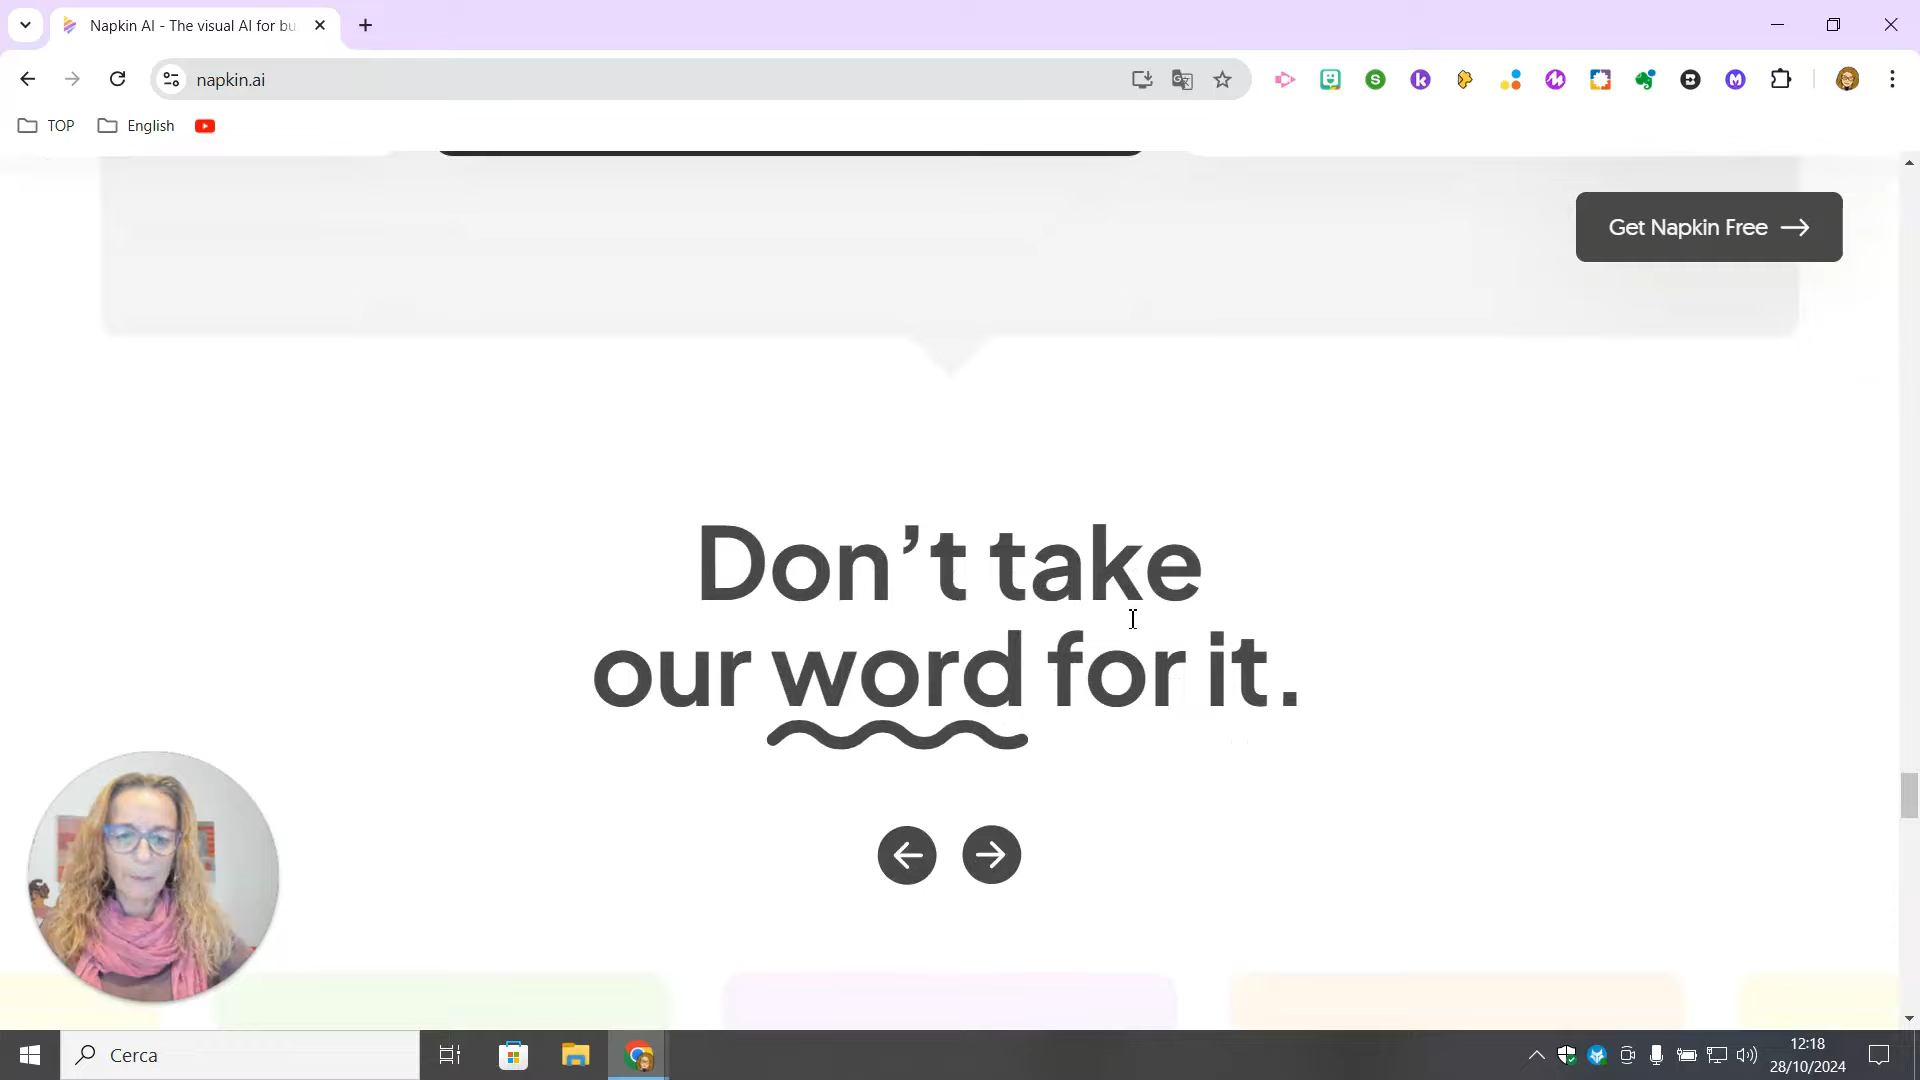 Napkin AI - The visual AI for bu
napkin.ai
TOP
English
Get Napkin Free
Don’t take
our word for it.
Cerca
12:18
28/10/2024